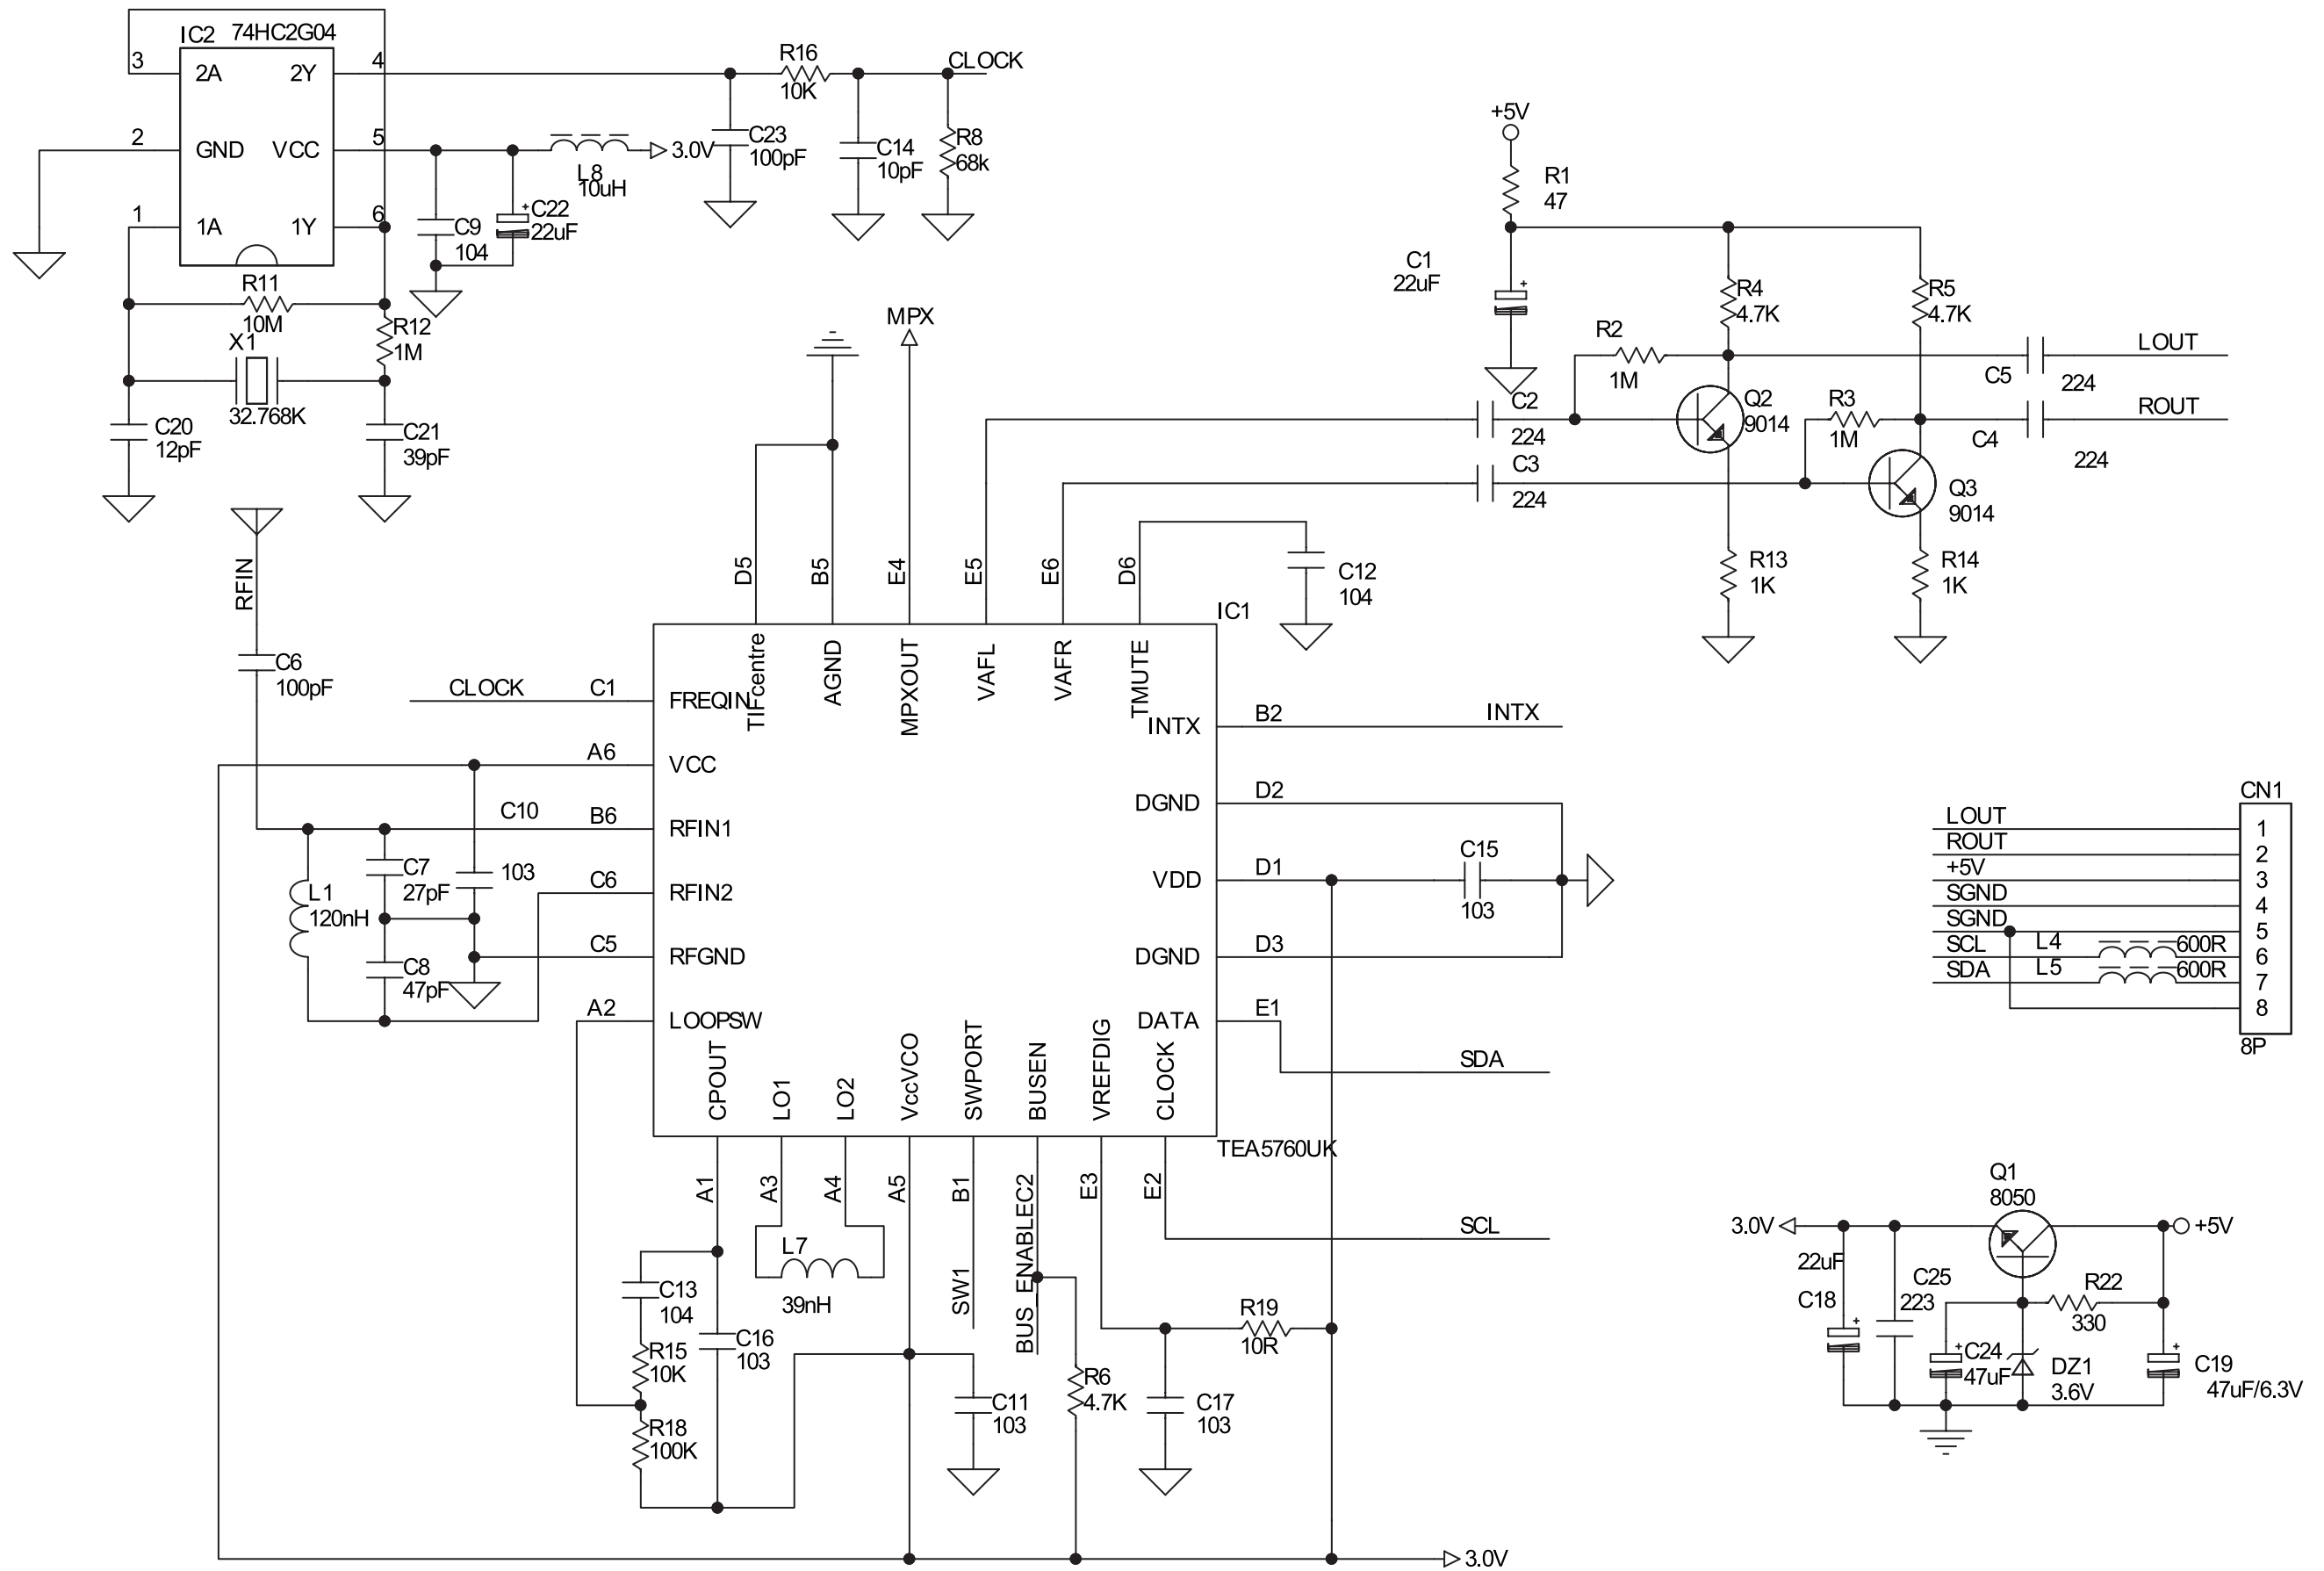 IC2 74HC2G04
3 2A 2Y 4
2 GND VCC 5
1 1A 1Y 6
R16
10K
CLOCK
C23
100pF
C14
10pF
R8
68k
L8
10uH
3.0V
C9
104
C22
22uF
R11
10M
R12
1M
X1
32.768K
C20
12pF
C21
39pF
+5V
R1
47
C1
22uF
R4
4.7K
R5
4.7K
R2
1M
LOUT
C5
224
C2
224
Q2
9014
R3
1M
ROUT
C4
224
C3
224
Q3
9014
R13
1K
R14
1K
MPX
RFIN
C6
100pF
D5
B5
E4
E5
E6
D6
C12
104
IC1
TIFcentre
AGND
MPXOUT
VAFL
VAFR
TMUTE
CLOCK C1 FREQIN
A6 VCC
C10
103
B6 RFIN1
C7
27pF
L1
120nH
C6 RFIN2
C5 RFGND
C8
47pF
A2 LOOPSW
INTX B2 INTX
DGND D2
VDD D1
C15
103
DGND D3
DATA E1
SDA
CPOUT
LO1
LO2
VccVCO
SWPORT
BUSEN
VREFDIG
CLOCK
TEA5760UK
A1
A3
A4
A5
B1
BUS_ENABLEC2
E3
E2
SCL
L7
39nH
SW1
C13
104
C16
103
R15
10K
R18
100K
C11
103
R6
4.7K
R19
10R
C17
103
3.0V
CN1
LOUT 1
ROUT 2
+5V 3
SGND 4
SGND 5
SCL L4 600R 6
SDA L5 600R 7
8
8P
Q1
8050
3.0V
+5V
22uF
C18
C25
223
R22
330
C24
47uF
DZ1
3.6V
C19
47uF/6.3V